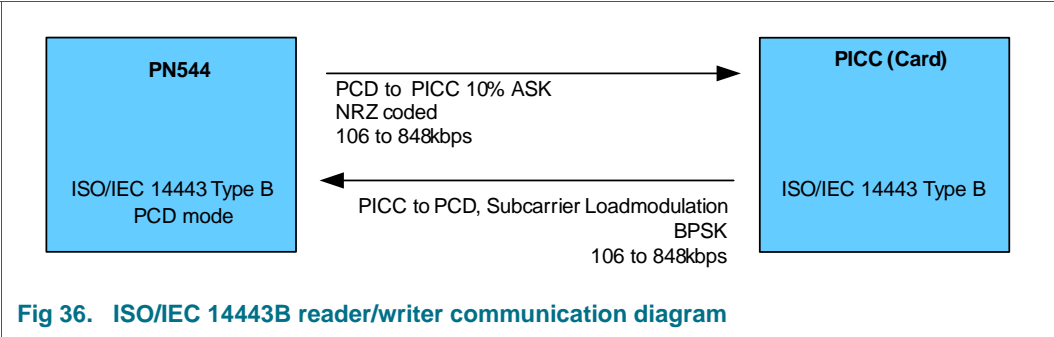 PN544
ISO/IEC 14443 Type B
PCD mode
PCD to PICC 10% ASK
NRZ coded
106 to 848kbps
PICC to PCD, Subcarrier Loadmodulation
BPSK
106 to 848kbps
PICC (Card)
ISO/IEC 14443 Type B
Fig 36. ISO/IEC 14443B reader/writer communication diagram